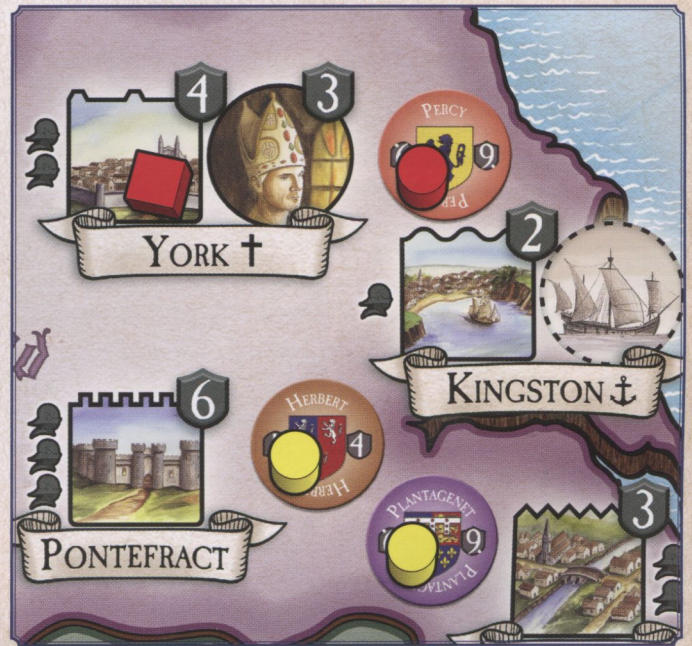 4
3
PERCY
9
YORK †
2
KINGSTON ⚓
6
HERBERT
4
PONTEFRACT
PLANTAGENET
9
3